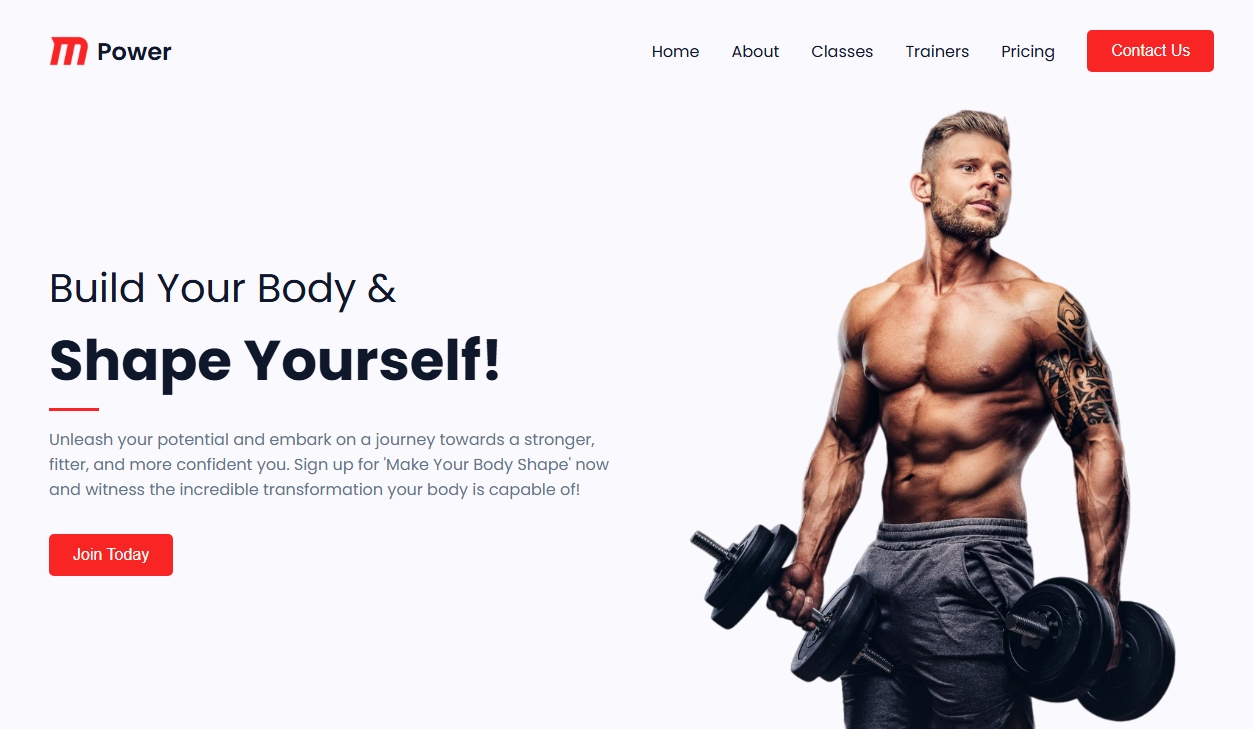 m Power
Home About Classes Trainers Pricing Contact Us
Build Your Body &
Shape Yourself!
Unleash your potential and embark on a journey towards a stronger,
fitter, and more confident you. Sign up for 'Make Your Body Shape' now
and witness the incredible transformation your body is capable of!
Join Today